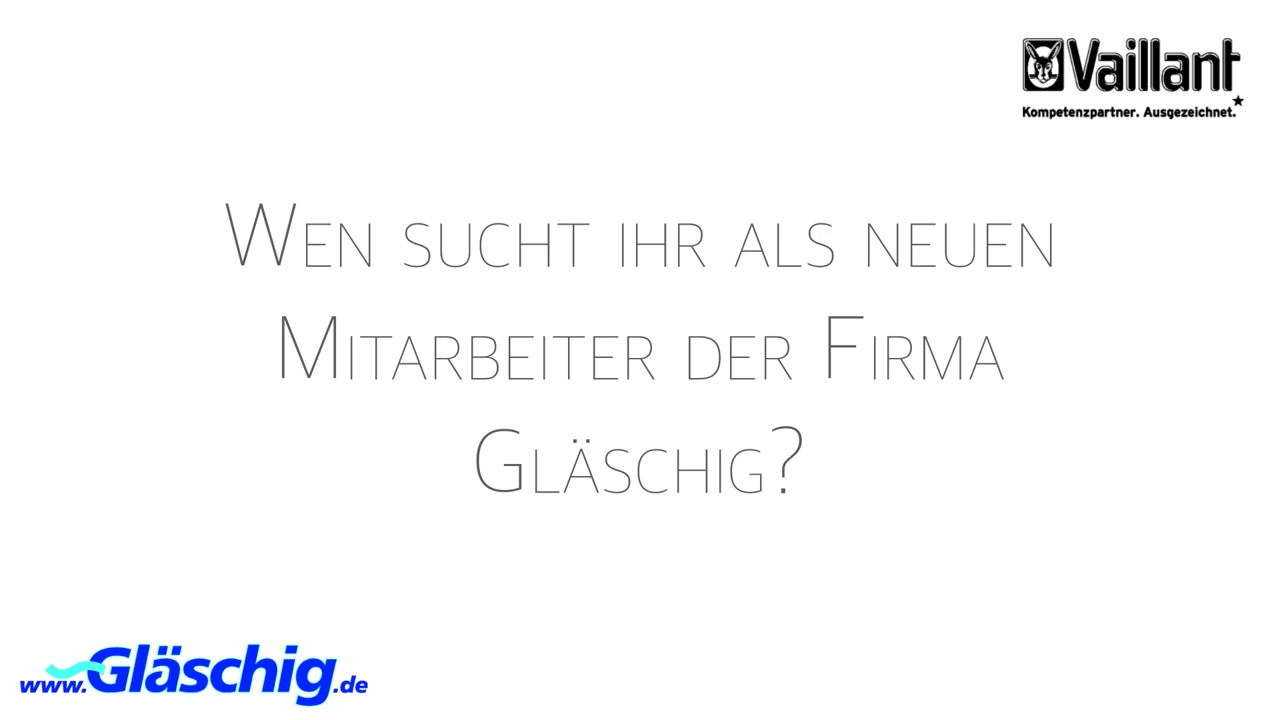 Vaillant
Kompetenzpartner. Ausgezeichnet.
Wen sucht ihr als neuen
Mitarbeiter der Firma
Gläschig?
www.Gläschig.de